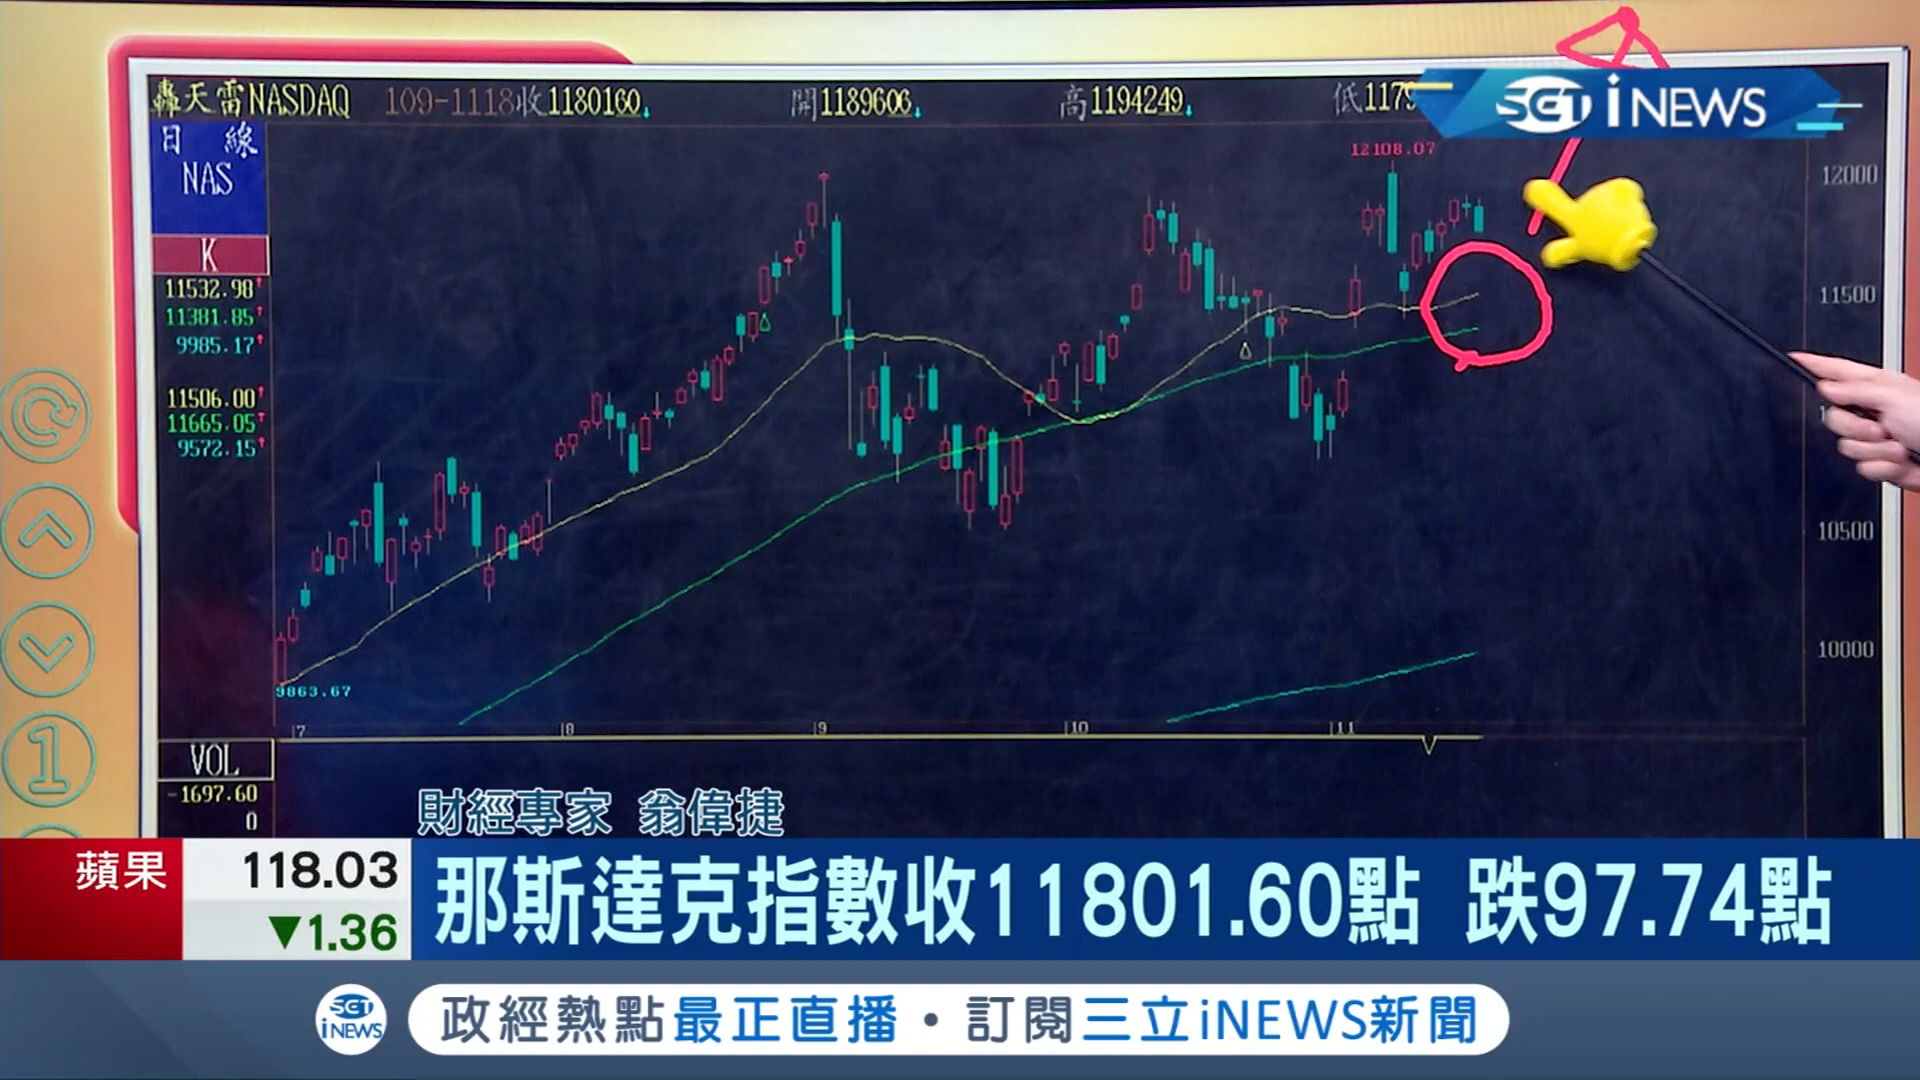 轟天雷NASDAQ 109-1118收1180160↓ 開1189606↓ 高1194249↓ 低1179
SET iNEWS
日線
NAS
12108.07
12000
K
11532.98↑
11381.85↑
9985.17↑
11500
11506.00↑
11665.05↑
9572.15↑
10500
10000
9863.67
7 8 9 10 11
VOL
-1697.60
0
1
財經專家 翁偉捷
蘋果 118.03
▼1.36
那斯達克指數收11801.60點 跌97.74點
SET iNEWS 政經熱點最正直播・訂閱三立iNEWS新聞